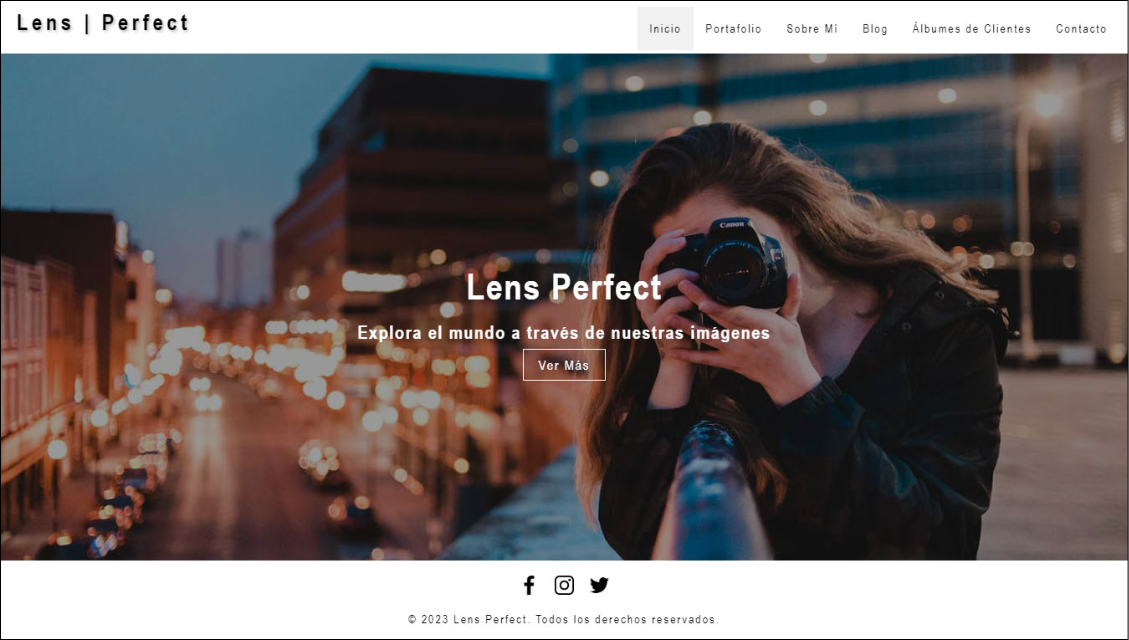 Lens | Perfect
Inicio Portafolio Sobre Mí Blog Álbumes de Clientes Contacto
Canon
Lens Perfect
Explora el mundo a través de nuestras imágenes
Ver Más
© 2023 Lens Perfect. Todos los derechos reservados.